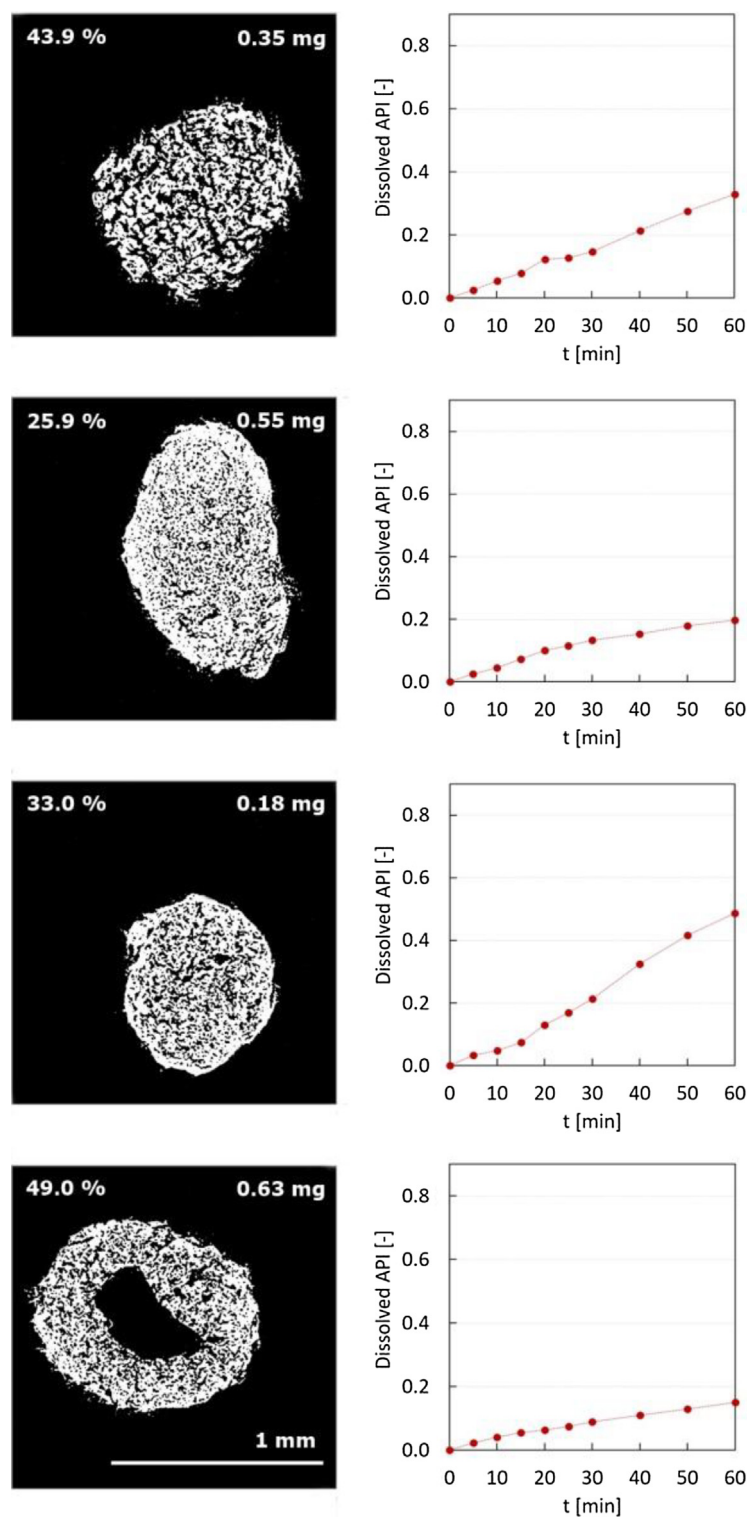 43.9 % 0.35 mg
Dissolved API [-]
0.8
0.6
0.4
0.2
0.0
0 10 20 30 40 50 60
t [min]
25.9 % 0.55 mg
Dissolved API [-]
0.8
0.6
0.4
0.2
0.0
0 10 20 30 40 50 60
t [min]
33.0 % 0.18 mg
Dissolved API [-]
0.8
0.6
0.4
0.2
0.0
0 10 20 30 40 50 60
t [min]
49.0 % 0.63 mg
1 mm
Dissolved API [-]
0.8
0.6
0.4
0.2
0.0
0 10 20 30 40 50 60
t [min]